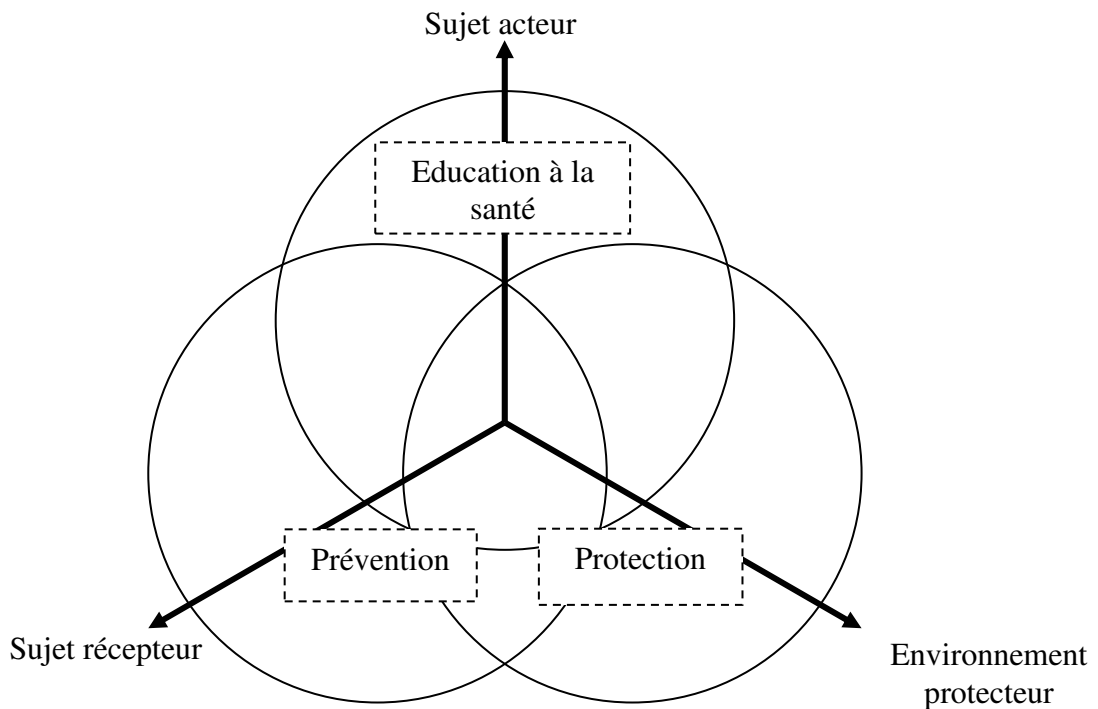 Sujet acteur
Education à la
santé
Prévention
Protection
Sujet récepteur
Environnement
protecteur